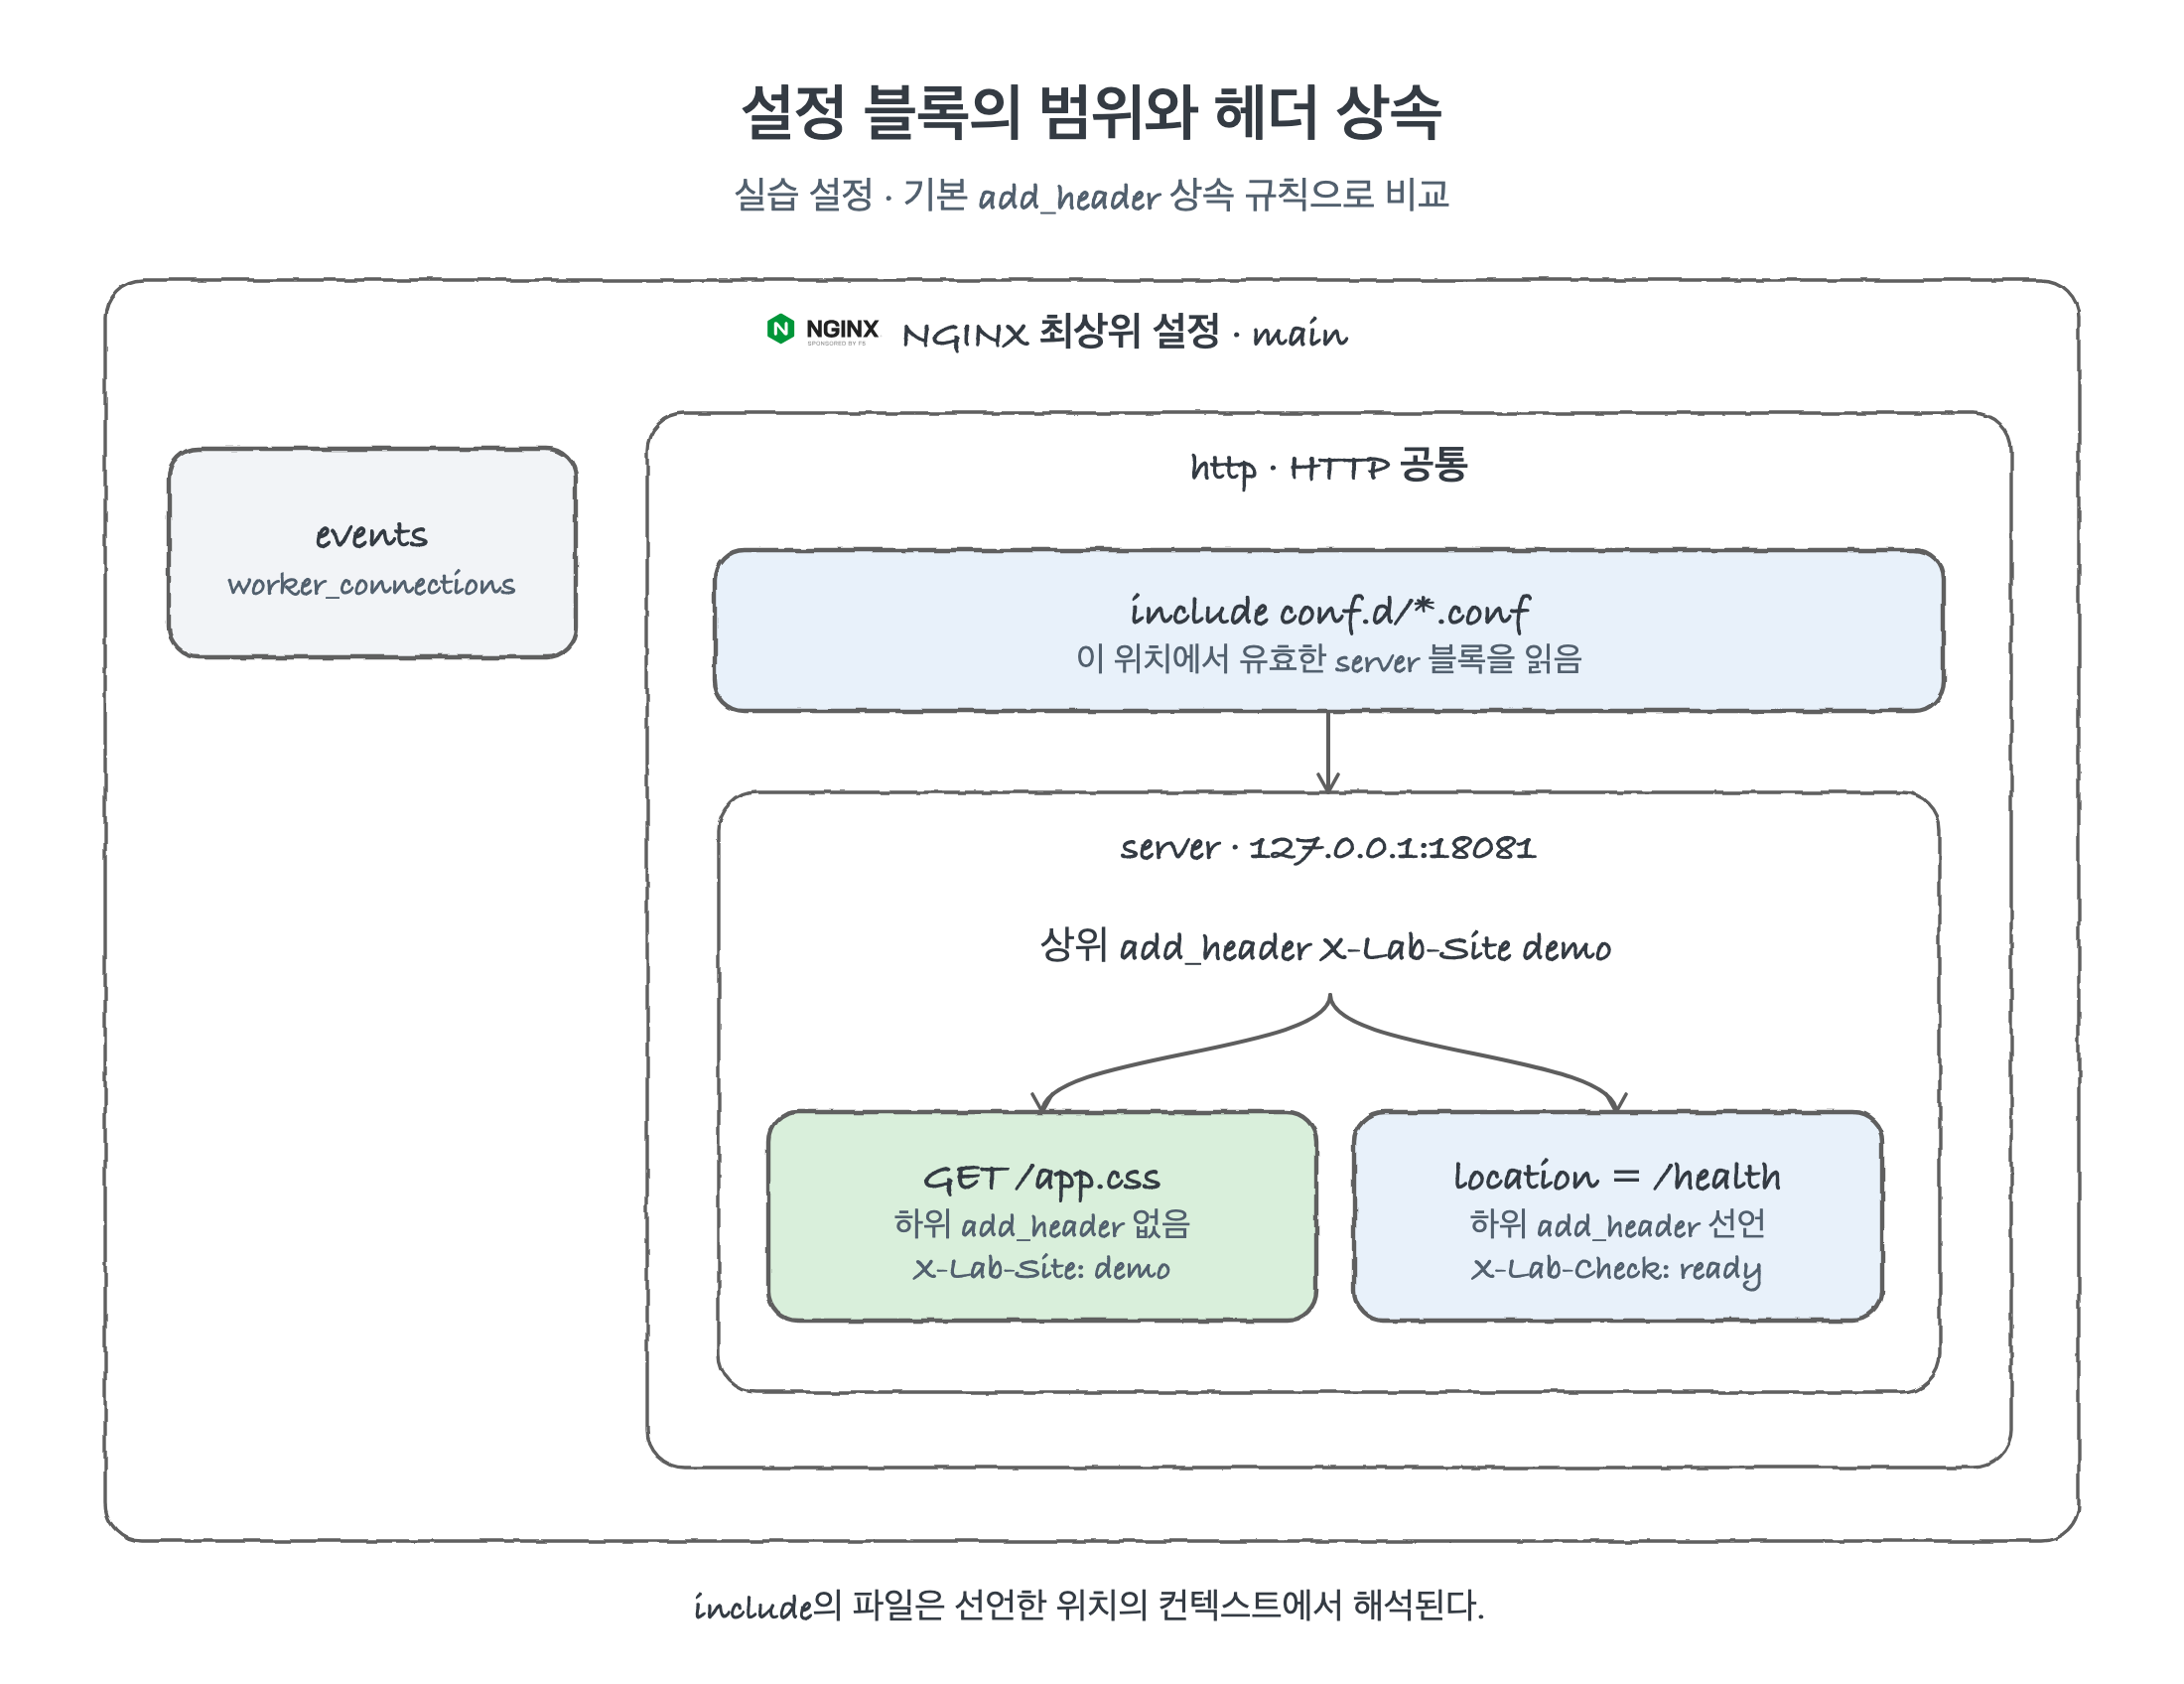 설정 블록의 범위와 헤더 상속
실습 설정 · 기본 add_header 상속 규칙으로 비교
NGINX
SPONSORED BY F5
NGINX 최상위 설정 · main
http · HTTP 공통
events
worker_connections
include conf.d/*.conf
이 위치에서 유효한 server 블록을 읽음
server · 127.0.0.1:18081
상위 add_header X-Lab-Site demo
GET /app.css
하위 add_header 없음
X-Lab-Site: demo
location = /health
하위 add_header 선언
X-Lab-Check: ready
include의 파일은 선언한 위치의 컨텍스트에서 해석된다.